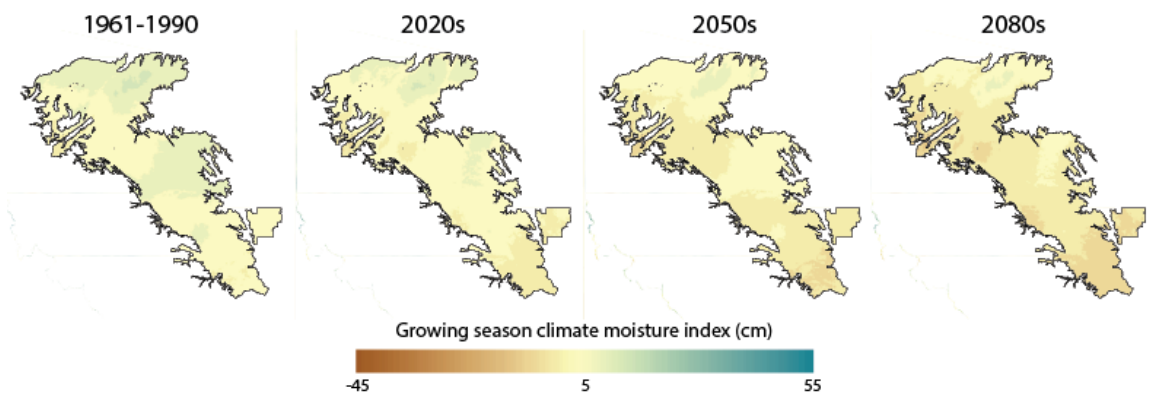 1961-1990 2020s 2050s 2080s
Growing season climate moisture index (cm)
-45 5 55